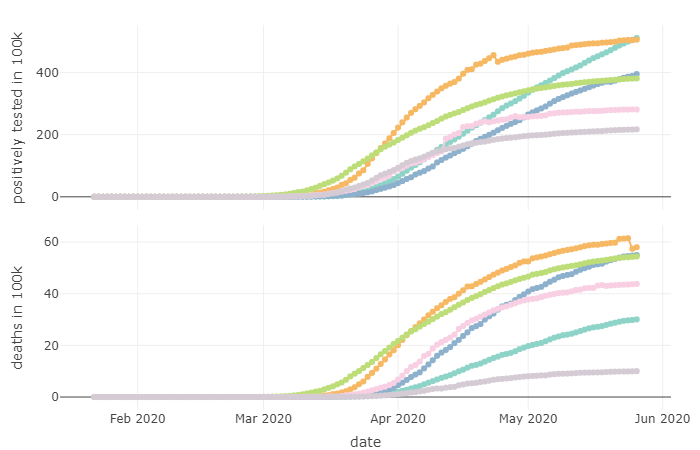 positively tested in 100k
400
200
0
deaths in 100k
60
40
20
0
Feb 2020
Mar 2020
Apr 2020
May 2020
Jun 2020
date